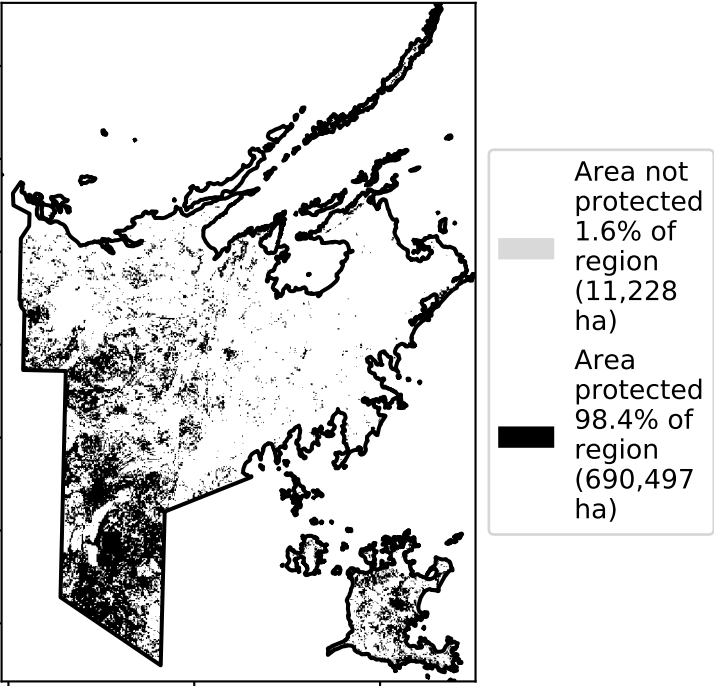 Area not
protected
1.6% of
region
(11,228
ha)
Area
protected
98.4% of
region
(690,497
ha)